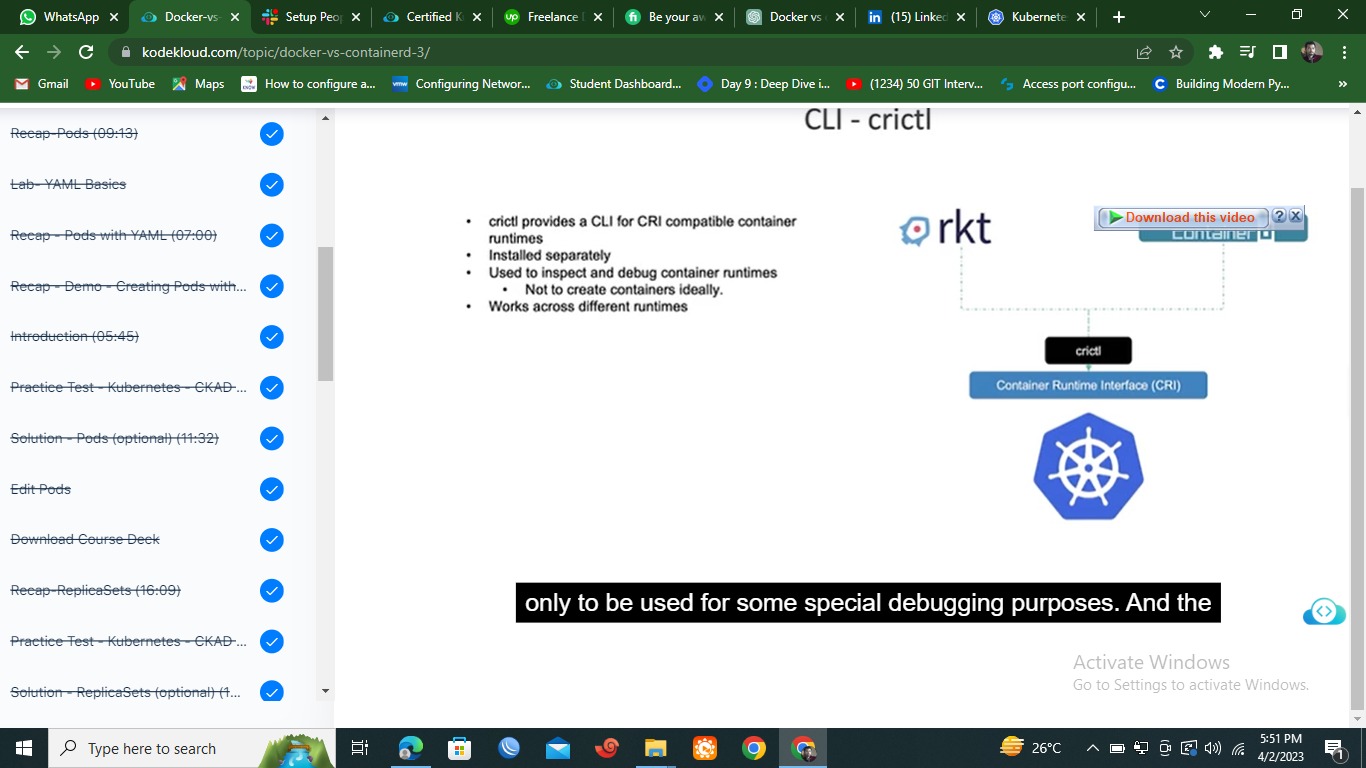 WhatsApp
Docker-vs-
Setup Peop
Certified K
Freelance
Be your aw
Docker vs
(15) Linked
Kubernete
kodekloud.com/topic/docker-vs-containerd-3/
Gmail
YouTube
Maps
How to configure a...
Configuring Networ...
Student Dashboard...
Day 9 : Deep Dive i...
(1234) 50 GIT Interv...
Access port configu...
Building Modern Py...
»
Recap-Pods (09:13)
Lab- YAML Basics
Recap - Pods with YAML (07:00)
Recap - Demo - Creating Pods with...
Introduction (05:45)
Practice Test - Kubernetes - CKAD ...
Solution - Pods (optional) (11:32)
Edit Pods
Download Course Deck
Recap-ReplicaSets (16:09)
Practice Test - Kubernetes - CKAD ...
Solution - ReplicaSets (optional) (1...
CLI - crictl
• crictl provides a CLI for CRI compatible container
runtimes
• Installed separately
• Used to inspect and debug container runtimes
• Not to create containers ideally.
• Works across different runtimes
rkt
Download this video
? X
container
crictl
Container Runtime Interface (CRI)
only to be used for some special debugging purposes. And the
Activate Windows
Go to Settings to activate Windows.
Type here to search
26°C
5:51 PM
4/2/2023
1